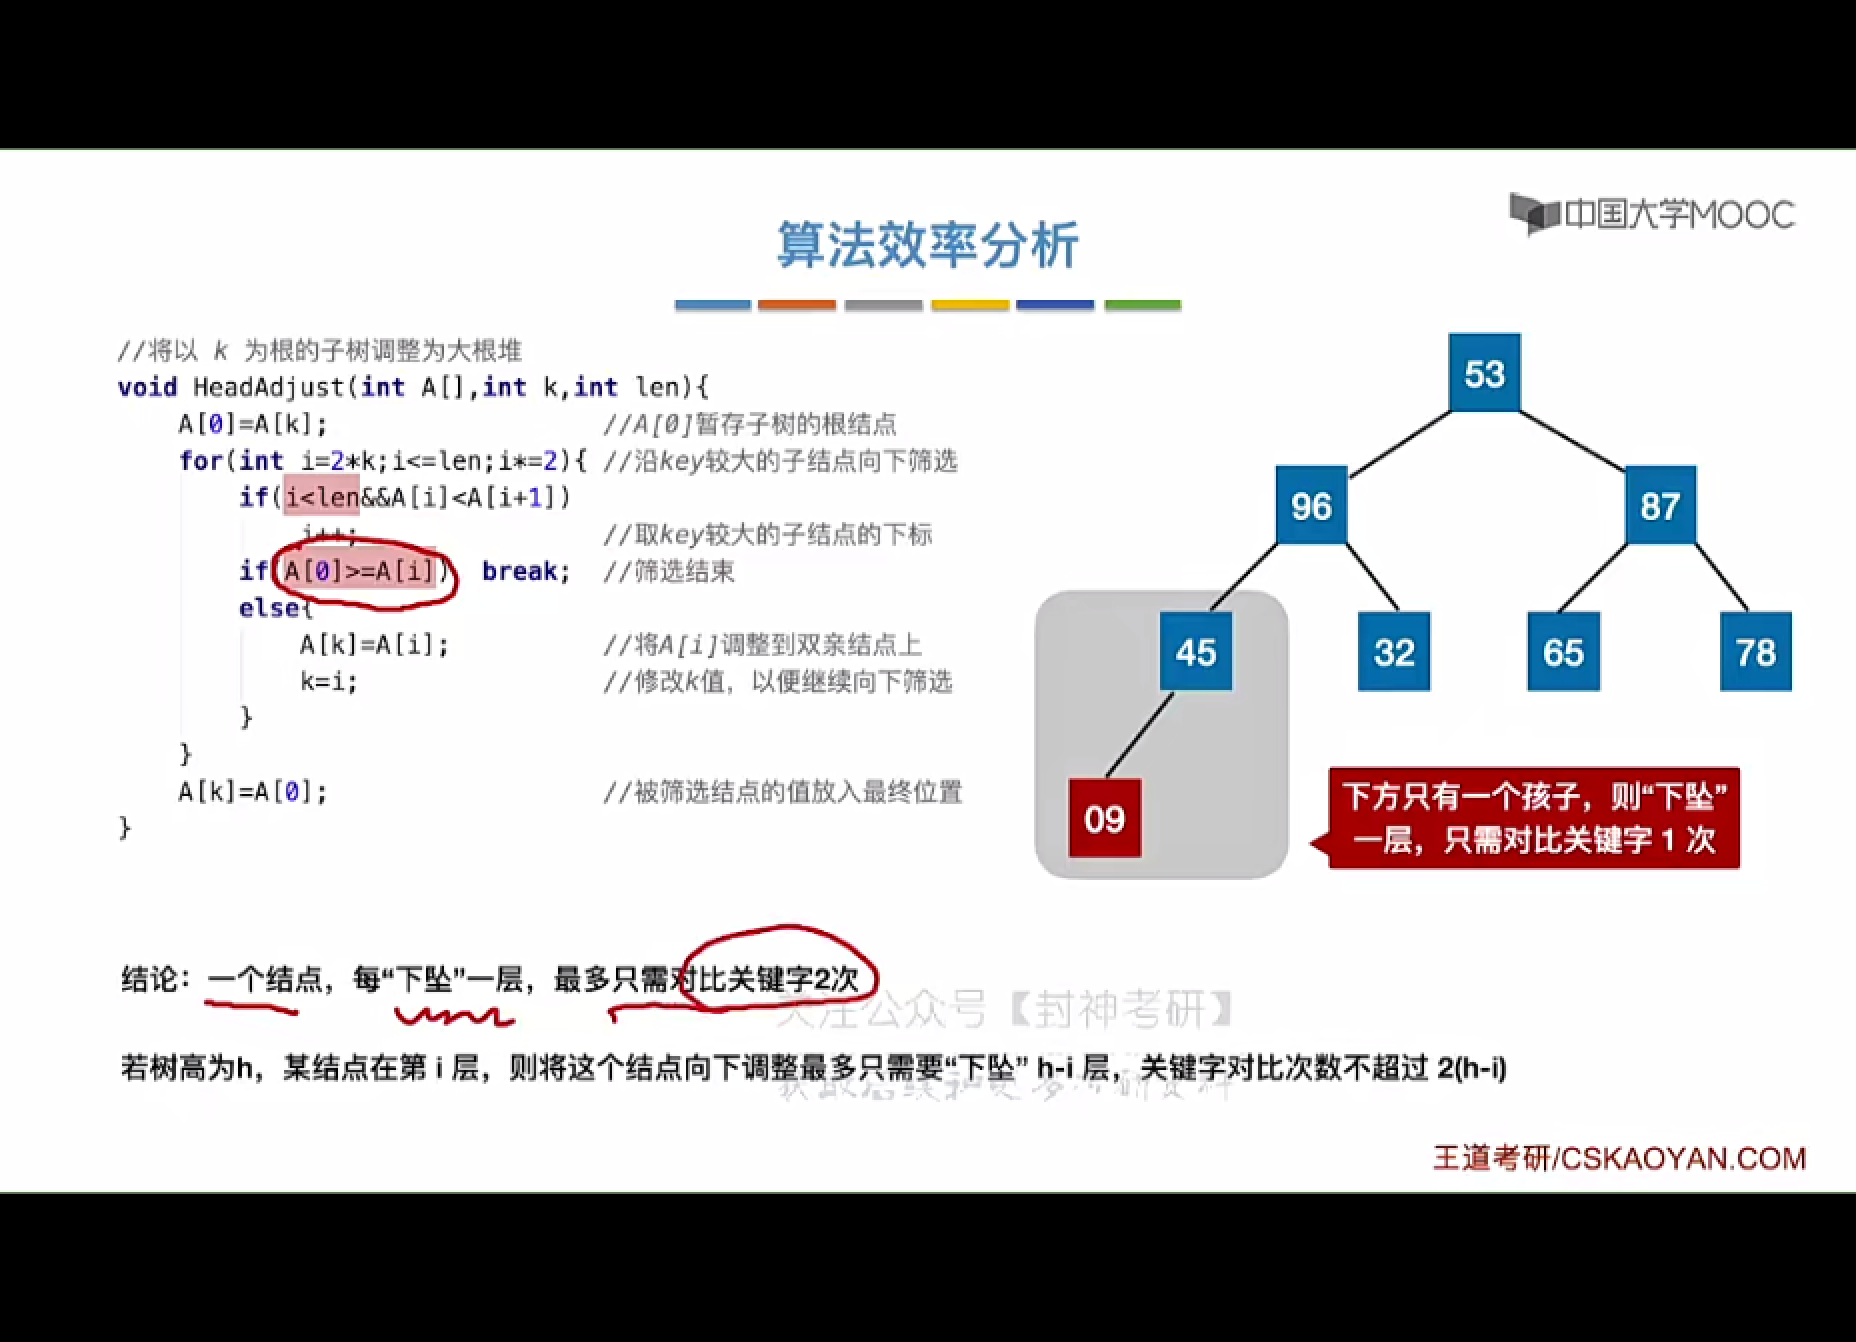 中国大学MOOC
算法效率分析
//将以 k 为根的子树调整为大根堆
void HeadAdjust(int A[],int k,int len){
A[0]=A[k]; //A[0]暂存子树的根结点
for(int i=2*k;i<=len;i*=2){ //沿key较大的子结点向下筛选
if(i<len&&A[i]<A[i+1])
i++; //取key较大的子结点的下标
if(A[0]>=A[i]) break; //筛选结束
else{
A[k]=A[i]; //将A[i]调整到双亲结点上
k=i; //修改k值，以便继续向下筛选
}
}
A[k]=A[0]; //被筛选结点的值放入最终位置
}
53
96 87
45 32 65 78
09
下方只有一个孩子，则“下坠”
一层，只需对比关键字 1 次
结论：一个结点，每“下坠”一层，最多只需对比关键字2次
关注公众号【封神考研】
若树高为h，某结点在第 i 层，则将这个结点向下调整最多只需要“下坠” h-i 层，关键字对比次数不超过 2(h-i)
王道考研/CSKAOYAN.COM